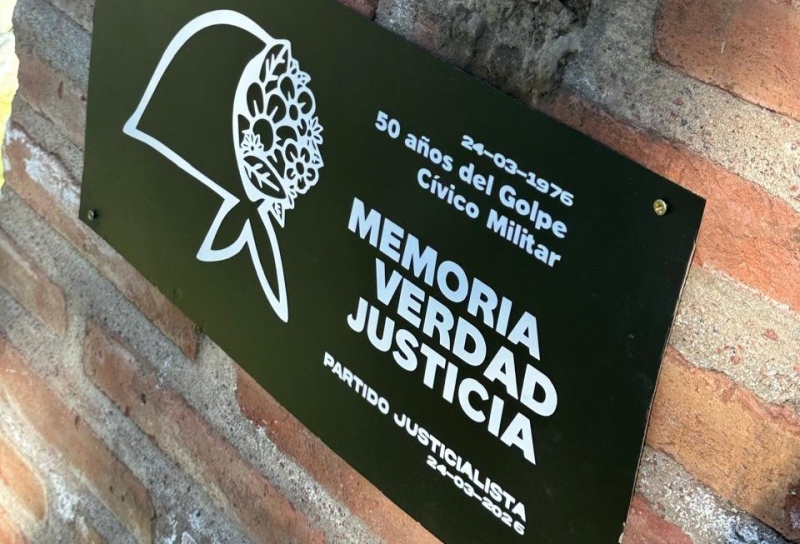 24-03-1976
50 años del Golpe
Cívico Militar
MEMORIA
VERDAD
JUSTICIA
PARTIDO JUSTICIALISTA
24-03-2026